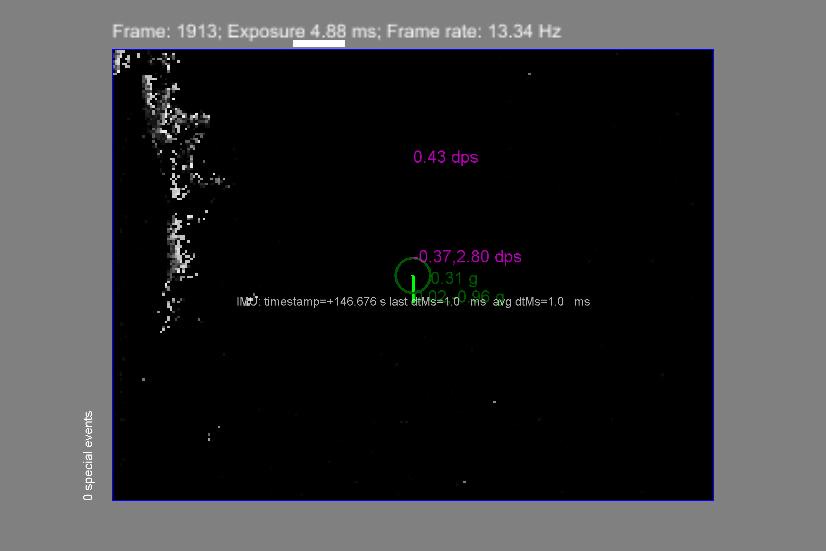 Frame: 1913; Exposure 4.88 ms; Frame rate: 13.34 Hz
0.43 dps
-0.37,2.80 dps
0.31 g
0.96 g
IMU: timestamp=+146.676 s last dtMs=1.0 ms avg dtMs=1.0 ms
0 special events